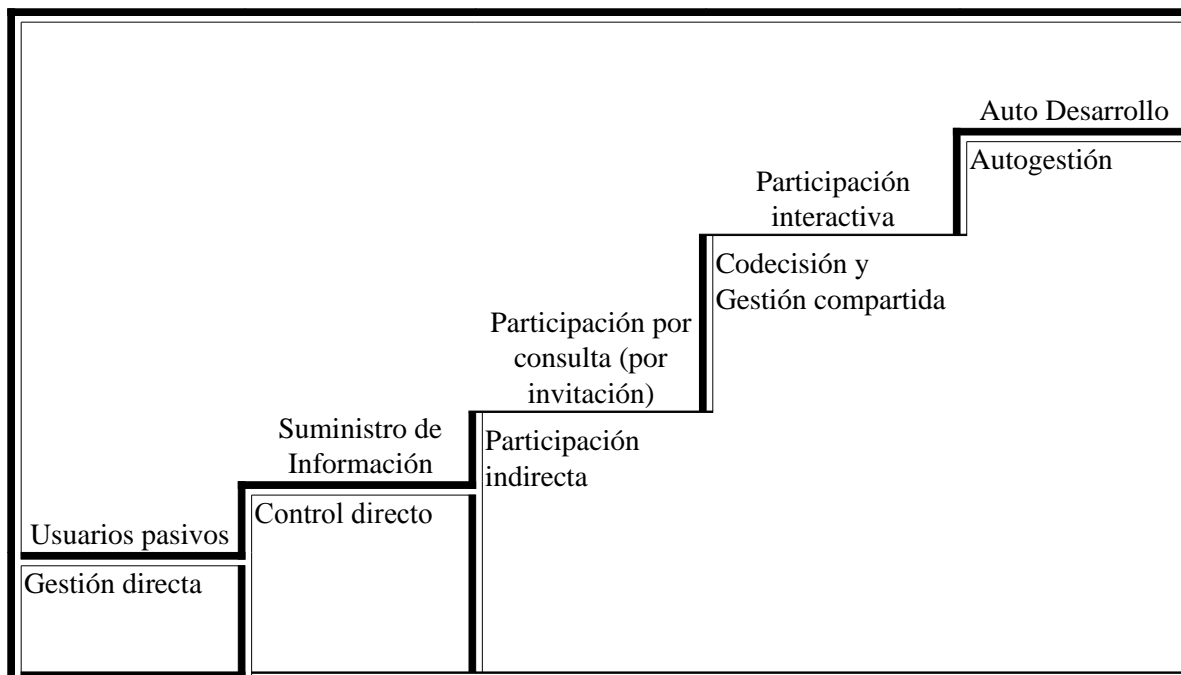 Auto Desarrollo
Autogestión
Participación
interactiva
Codecisión y
Gestión compartida
Participación por
consulta (por
invitación)
Participación
indirecta
Suministro de
Información
Control directo
Usuarios pasivos
Gestión directa